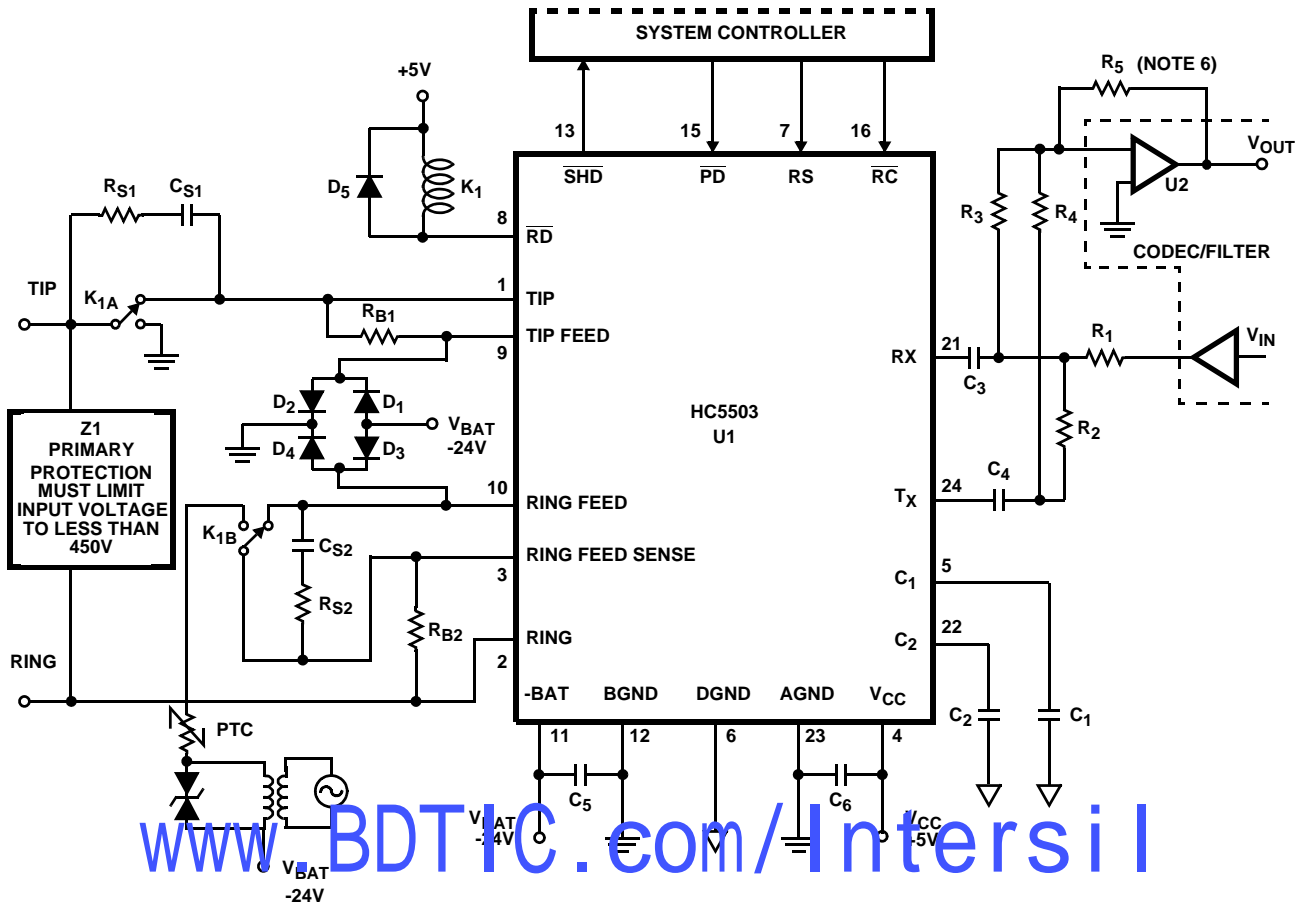 SYSTEM CONTROLLER
+5V
R5 (NOTE 6)
13
15
7
16
SHD
PD
RS
RC
VOUT
U2
RS1
CS1
D5
K1
R3
R4
8
RD
CODEC/FILTER
TIP
K1A
1
TIP
RB1
TIP FEED
9
R1
VIN
21
RX
C3
D2
D1
VBAT
-24V
D4
D3
HC5503
U1
R2
Z1
PRIMARY
PROTECTION
MUST LIMIT
INPUT VOLTAGE
TO LESS THAN
450V
10
RING FEED
C4
24
TX
K1B
CS2
RING FEED SENSE
3
5
C1
RS2
RB2
22
C2
RING
RING
2
-BAT
BGND
DGND
AGND
VCC
C2
C1
PTC
11
12
6
23
4
C5
C6
VBAT
-24V
VCC
-5V
www.BDTIC.com/Intersil
VBAT
-24V